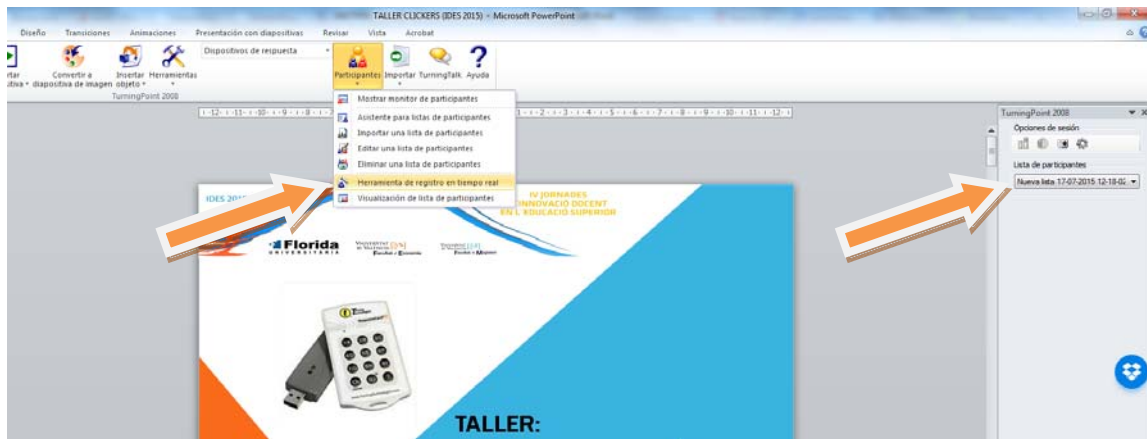 TALLER CLICKERS (IDES 2015) - Microsoft PowerPoint
Diseño Transiciones Animaciones Presentación con diapositivas Revisar Vista Acrobat
Dispositivos de respuesta
Convertir a diapositiva de imagen
Insertar objeto
Herramientas
Participantes
Importar
TurningTalk
Ayuda
TurningPoint 2008
Mostrar monitor de participantes
Asistente para listas de participantes
Importar una lista de participantes
Editar una lista de participantes
Eliminar una lista de participantes
Herramienta de registro en tiempo real
Visualización de lista de participantes
TurningPoint 2008
Opciones de sesión
Lista de participantes
Nueva lista 17-07-2015 12-18-02
IV JORNADES
INNOVACIÓ DOCENT
EN L'EDUCACIÓ SUPERIOR
Florida
UNIVERSITÀRIA
TALLER: